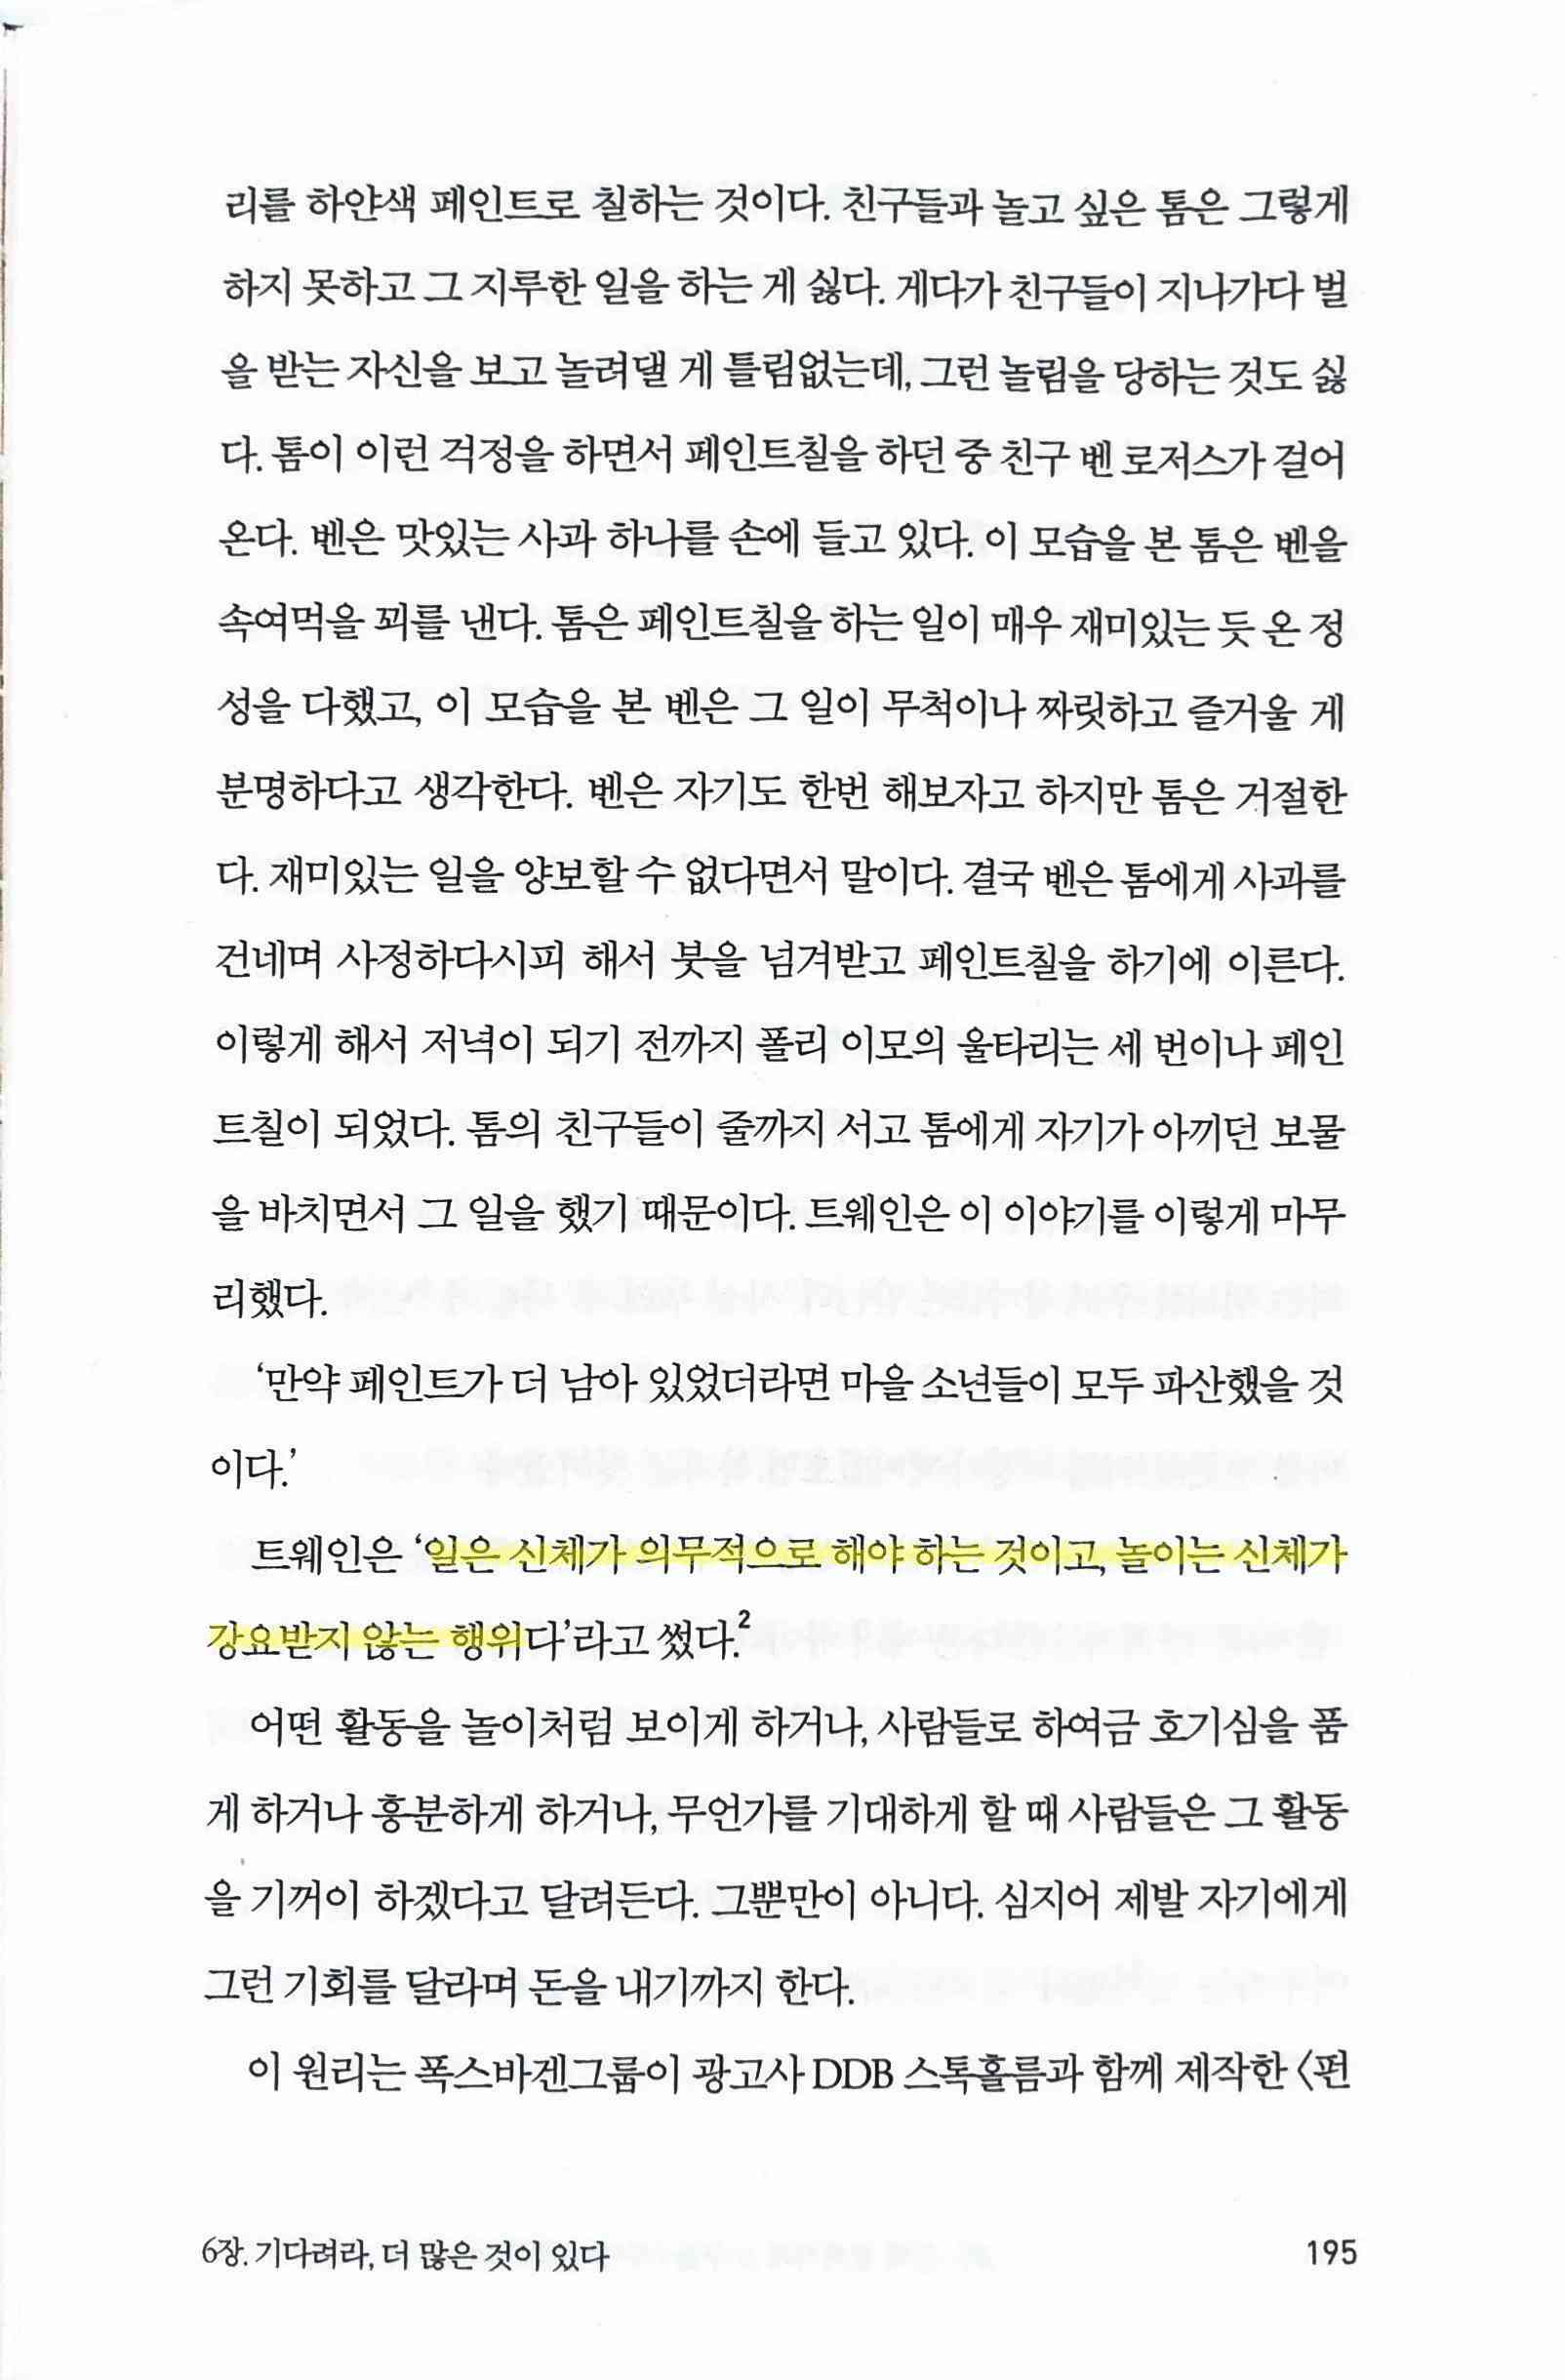 리를 하얀색 페인트로 칠하는 것이다. 친구들과 놀고 싶은 톰은 그렇게
하지 못하고 그 지루한 일을 하는 게 싫다. 게다가 친구들이 지나가다 벌
을 받는 자신을 보고 놀려댈 게 틀림없는데, 그런 놀림을 당하는 것도 싫
다. 톰이 이런 걱정을 하면서 페인트칠을 하던 중 친구 벤 로저스가 걸어
온다. 벤은 맛있는 사과 하나를 손에 들고 있다. 이 모습을 본 톰은 벤을
속여먹을 꾀를 낸다. 톰은 페인트칠을 하는 일이 매우 재미있는 듯 온 정
성을 다했고, 이 모습을 본 벤은 그 일이 무척이나 짜릿하고 즐거울 게
분명하다고 생각한다. 벤은 자기도 한번 해보자고 하지만 톰은 거절한
다. 재미있는 일을 양보할 수 없다면서 말이다. 결국 벤은 톰에게 사과를
건네며 사정하다시피 해서 붓을 넘겨받고 페인트칠을 하기에 이른다.
이렇게 해서 저녁이 되기 전까지 폴리 이모의 울타리는 세 번이나 페인
트칠이 되었다. 톰의 친구들이 줄까지 서고 톰에게 자기가 아끼던 보물
을 바치면서 그 일을 했기 때문이다. 트웨인은 이 이야기를 이렇게 마무
리했다.
‘만약 페인트가 더 남아 있었더라면 마을 소년들이 모두 파산했을 것
이다.’
트웨인은 ‘일은 신체가 의무적으로 해야 하는 것이고, 놀이는 신체가
강요받지 않는 행위다’라고 썼다.²
어떤 활동을 놀이처럼 보이게 하거나, 사람들로 하여금 호기심을 품
게 하거나 흥분하게 하거나, 무언가를 기대하게 할 때 사람들은 그 활동
을 기꺼이 하겠다고 달려든다. 그뿐만이 아니다. 심지어 제발 자기에게
그런 기회를 달라며 돈을 내기까지 한다.
이 원리는 폭스바겐그룹이 광고사 DDB 스톡홀름과 함께 제작한 〈펀
6장. 기다려라, 더 많은 것이 있다
195